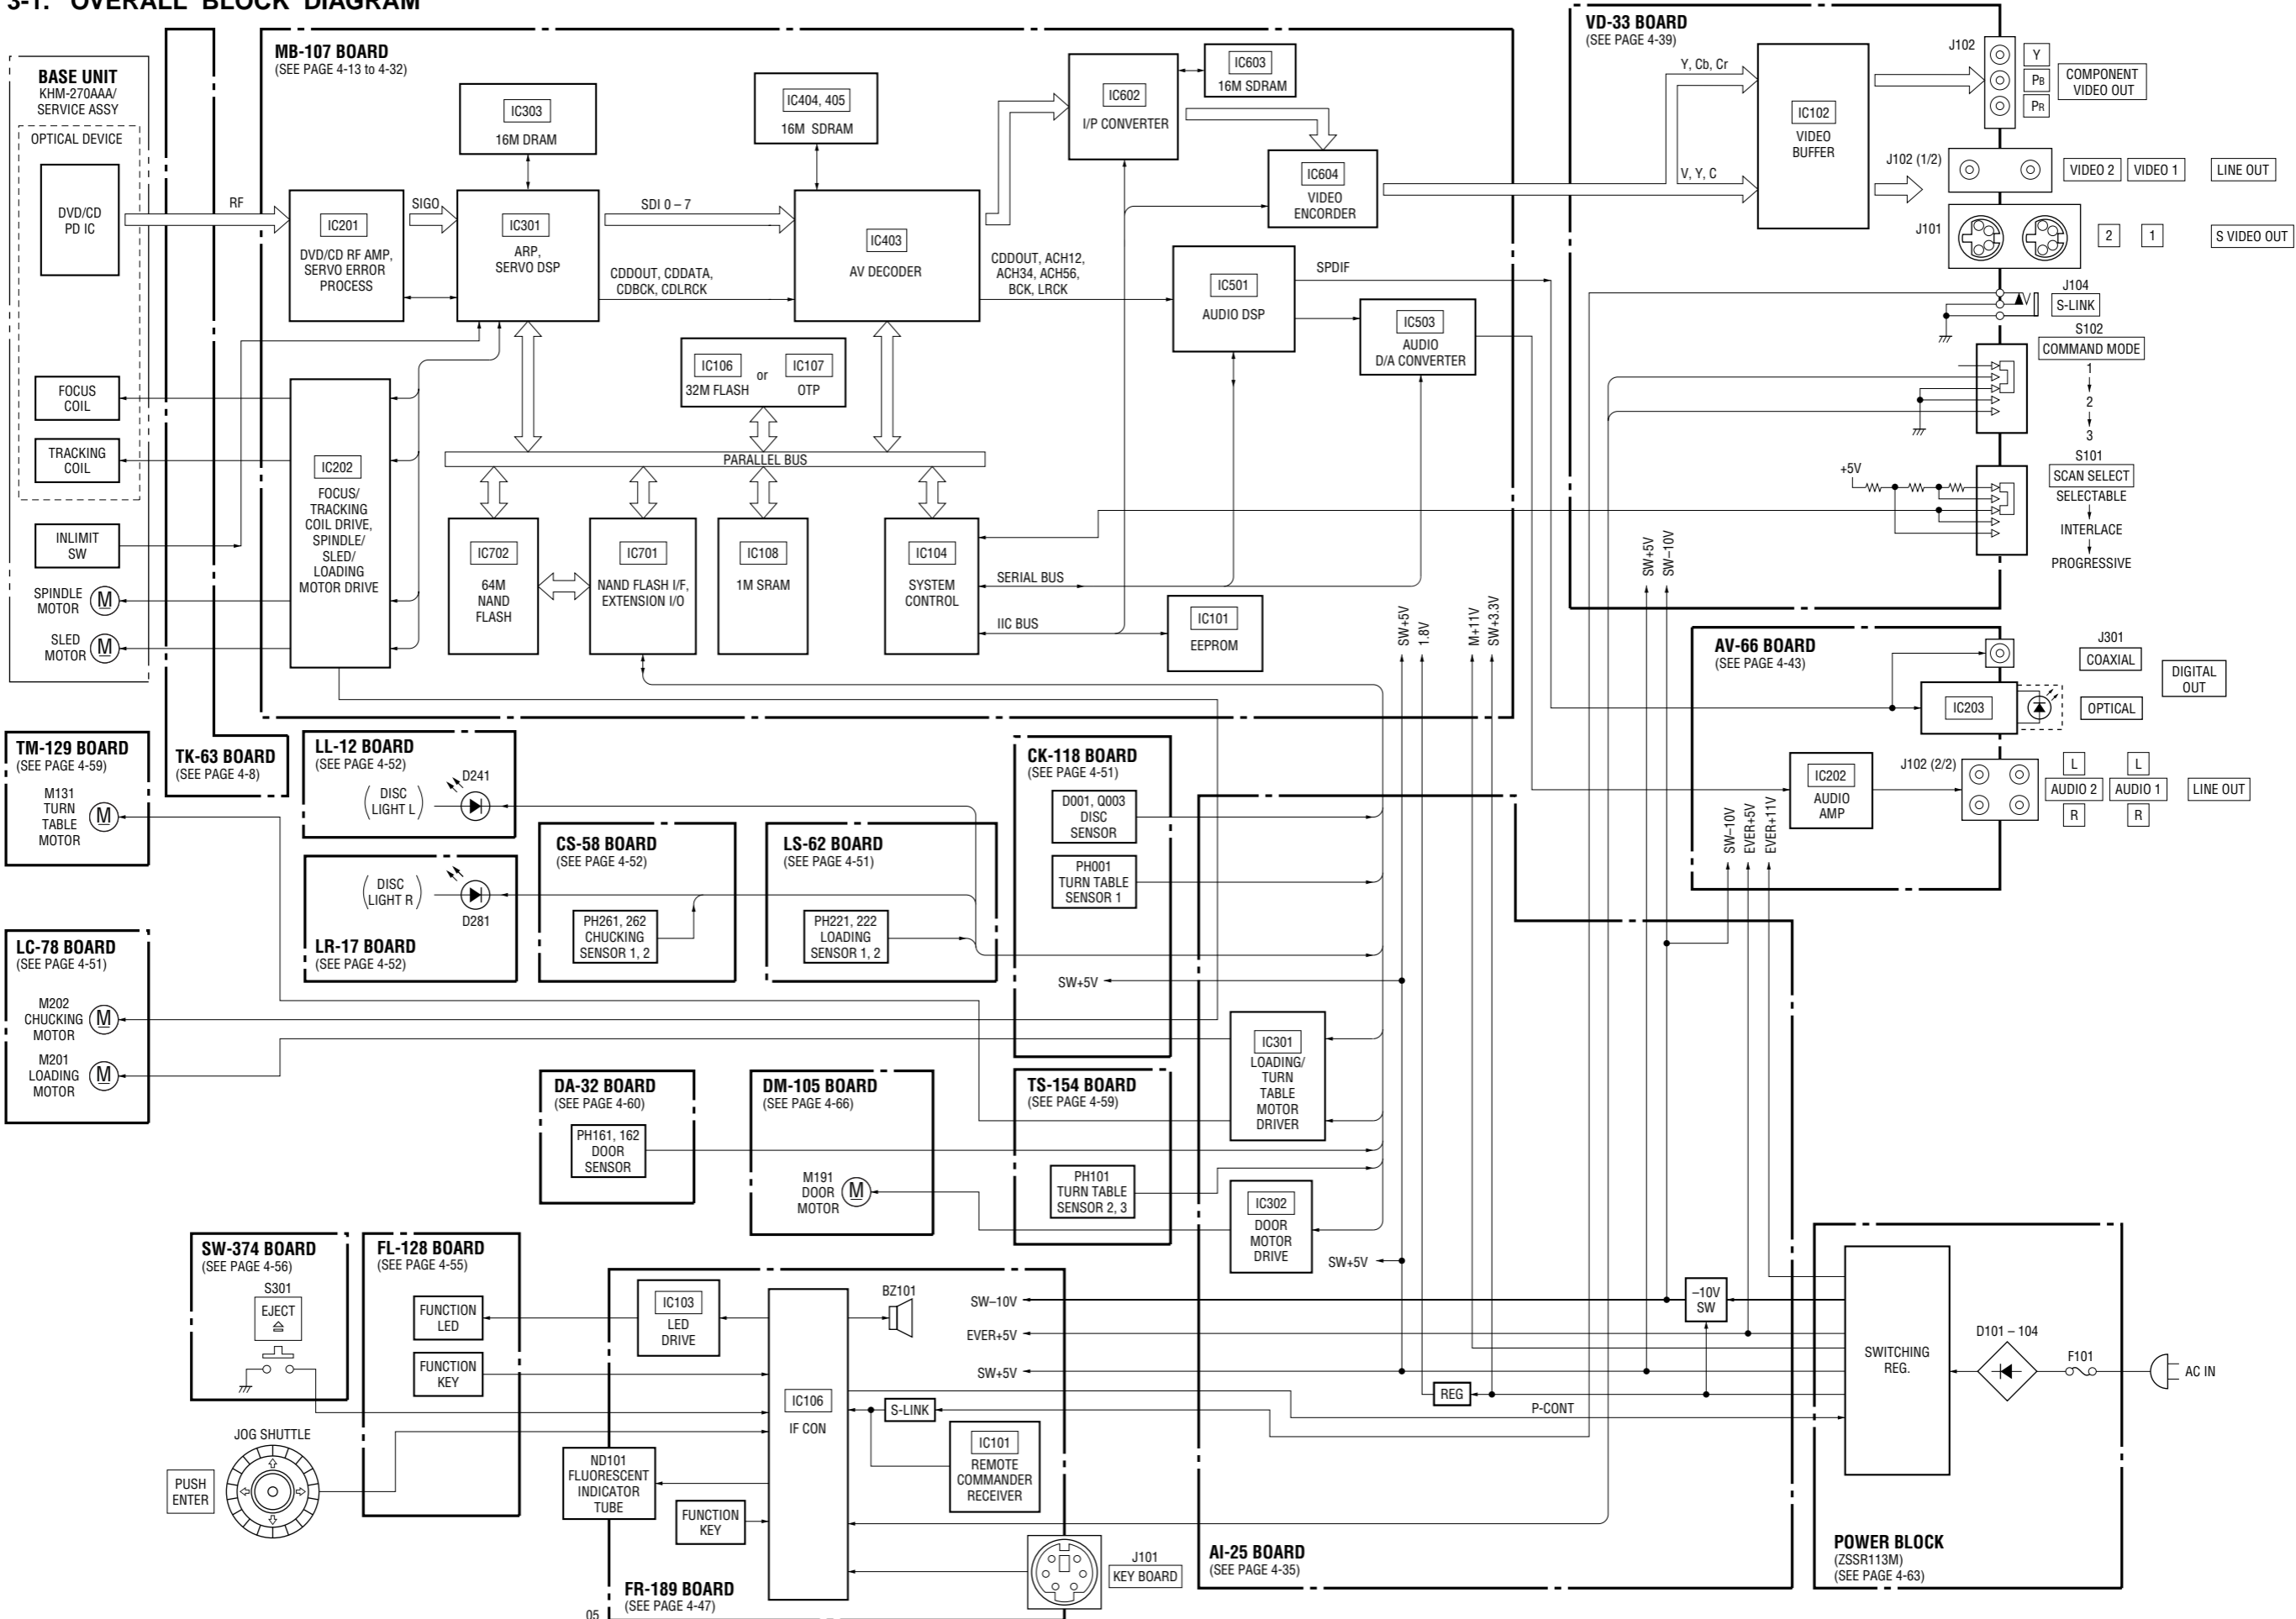 3-1. OVERALL BLOCK DIAGRAM
BASE UNIT
KHM-270AAA/
SERVICE ASSY
OPTICAL DEVICE
DVD/CD
PD IC
FOCUS
COIL
TRACKING
COIL
INLIMIT
SW
SPINDLE
MOTOR
M
SLED
MOTOR
M
TK-63 BOARD
(SEE PAGE 4-8)
MB-107 BOARD
(SEE PAGE 4-13 to 4-32)
RF
IC201
DVD/CD RF AMP,
SERVO ERROR
PROCESS
SIGO
IC303
16M DRAM
IC301
ARP,
SERVO DSP
SDI 0 – 7
CDDOUT, CDDATA,
CDBCK, CDLRCK
IC404, 405
16M SDRAM
IC403
AV DECODER
CDDOUT, ACH12,
ACH34, ACH56,
BCK, LRCK
IC602
I/P CONVERTER
IC603
16M SDRAM
IC604
VIDEO
ENCORDER
IC501
AUDIO DSP
SPDIF
IC503
AUDIO
D/A CONVERTER
IC106
32M FLASH
or
IC107
OTP
PARALLEL BUS
IC202
FOCUS/
TRACKING
COIL DRIVE,
SPINDLE/
SLED/
LOADING
MOTOR DRIVE
IC702
64M
NAND
FLASH
IC701
NAND FLASH I/F,
EXTENSION I/O
IC108
1M SRAM
IC104
SYSTEM
CONTROL
SERIAL BUS
IIC BUS
IC101
EEPROM
SW+5V
1.8V
M+11V
SW+3.3V
VD-33 BOARD
(SEE PAGE 4-39)
Y, Cb, Cr
V, Y, C
IC102
VIDEO
BUFFER
J102
Y
PB
PR
COMPONENT
VIDEO OUT
J102 (1/2)
VIDEO 2
VIDEO 1
LINE OUT
J101
2
1
S VIDEO OUT
J104
S-LINK
S102
COMMAND MODE
1
2
3
S101
SCAN SELECT
SELECTABLE
INTERLACE
PROGRESSIVE
+5V
SW+5V
SW–10V
AV-66 BOARD
(SEE PAGE 4-43)
J301
COAXIAL
DIGITAL
OUT
IC203
OPTICAL
IC202
AUDIO
AMP
J102 (2/2)
L
L
AUDIO 2
AUDIO 1
R
R
LINE OUT
SW–10V
EVER+5V
EVER+11V
TM-129 BOARD
(SEE PAGE 4-59)
M131
TURN
TABLE
MOTOR
M
LL-12 BOARD
(SEE PAGE 4-52)
DISC
LIGHT L
D241
DISC
LIGHT R
D281
LR-17 BOARD
(SEE PAGE 4-52)
CS-58 BOARD
(SEE PAGE 4-52)
PH261, 262
CHUCKING
SENSOR 1, 2
LS-62 BOARD
(SEE PAGE 4-51)
PH221, 222
LOADING
SENSOR 1, 2
CK-118 BOARD
(SEE PAGE 4-51)
D001, Q003
DISC
SENSOR
PH001
TURN TABLE
SENSOR 1
SW+5V
LC-78 BOARD
(SEE PAGE 4-51)
M202
CHUCKING
MOTOR
M
M201
LOADING
MOTOR
M
DA-32 BOARD
(SEE PAGE 4-60)
PH161, 162
DOOR
SENSOR
DM-105 BOARD
(SEE PAGE 4-66)
M191
DOOR
MOTOR
M
TS-154 BOARD
(SEE PAGE 4-59)
PH101
TURN TABLE
SENSOR 2, 3
IC301
LOADING/
TURN
TABLE
MOTOR
DRIVER
IC302
DOOR
MOTOR
DRIVE
SW+5V
SW-374 BOARD
(SEE PAGE 4-56)
S301
EJECT
FL-128 BOARD
(SEE PAGE 4-55)
FUNCTION
LED
FUNCTION
KEY
JOG SHUTTLE
PUSH
ENTER
IC103
LED
DRIVE
BZ101
IC106
IF CON
S-LINK
IC101
REMOTE
COMMANDER
RECEIVER
ND101
FLUORESCENT
INDICATOR
TUBE
FUNCTION
KEY
J101
KEY BOARD
FR-189 BOARD
(SEE PAGE 4-47)
05
SW–10V
EVER+5V
SW+5V
REG
–10V
SW
P-CONT
AI-25 BOARD
(SEE PAGE 4-35)
SWITCHING
REG.
D101 – 104
F101
AC IN
POWER BLOCK
(ZSSR113M)
(SEE PAGE 4-63)